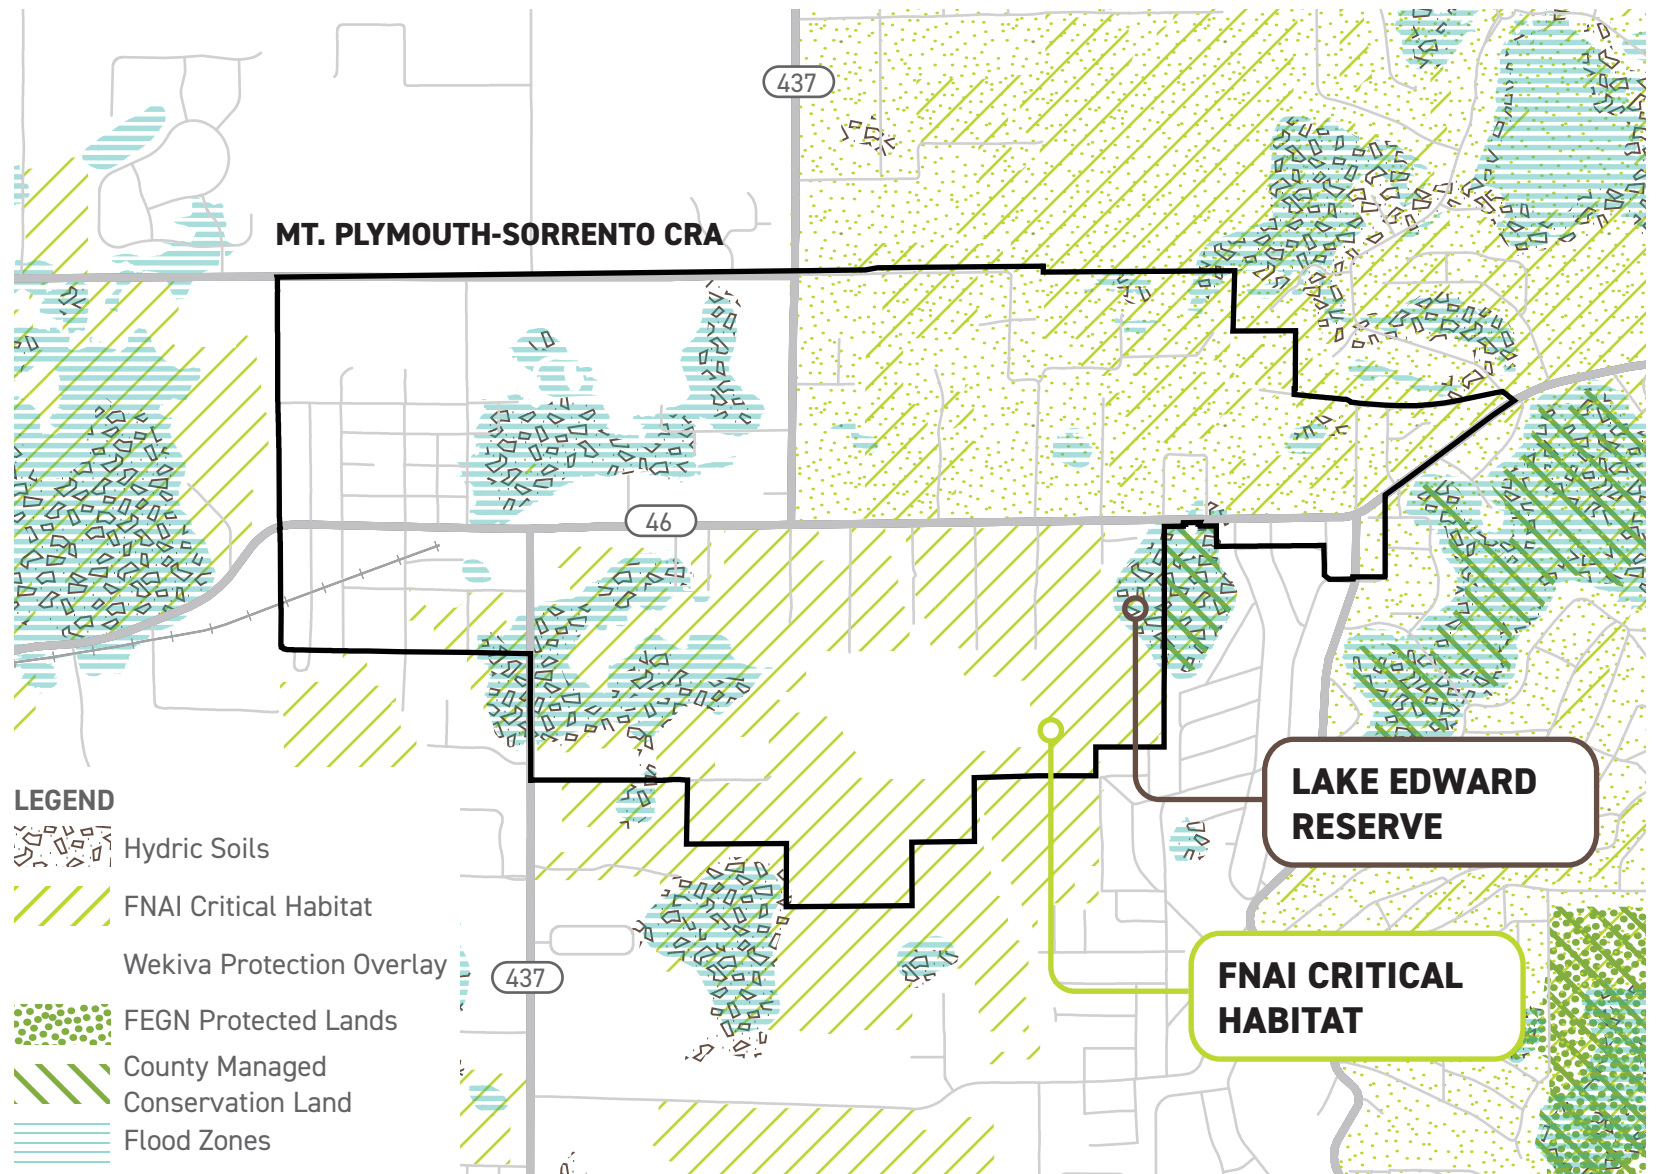 437
MT. PLYMOUTH-SORRENTO CRA
46
LAKE EDWARD
RESERVE
FNAI CRITICAL
HABITAT
437
LEGEND
Hydric Soils
FNAI Critical Habitat
Wekiva Protection Overlay
FEGN Protected Lands
County Managed
Conservation Land
Flood Zones